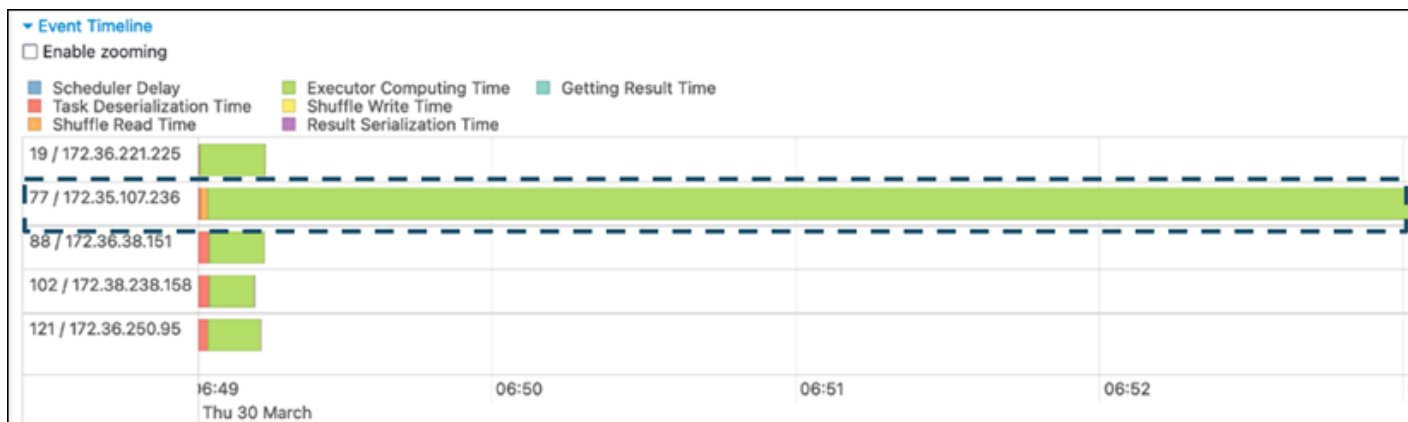 Event Timeline
Enable zooming
Scheduler Delay Executor Computing Time Getting Result Time
Task Deserialization Time Shuffle Write Time
Shuffle Read Time Result Serialization Time
19 / 172.36.221.225
77 / 172.35.107.236
88 / 172.36.38.151
102 / 172.38.238.158
121 / 172.36.250.95
06:49 06:50 06:51 06:52
Thu 30 March